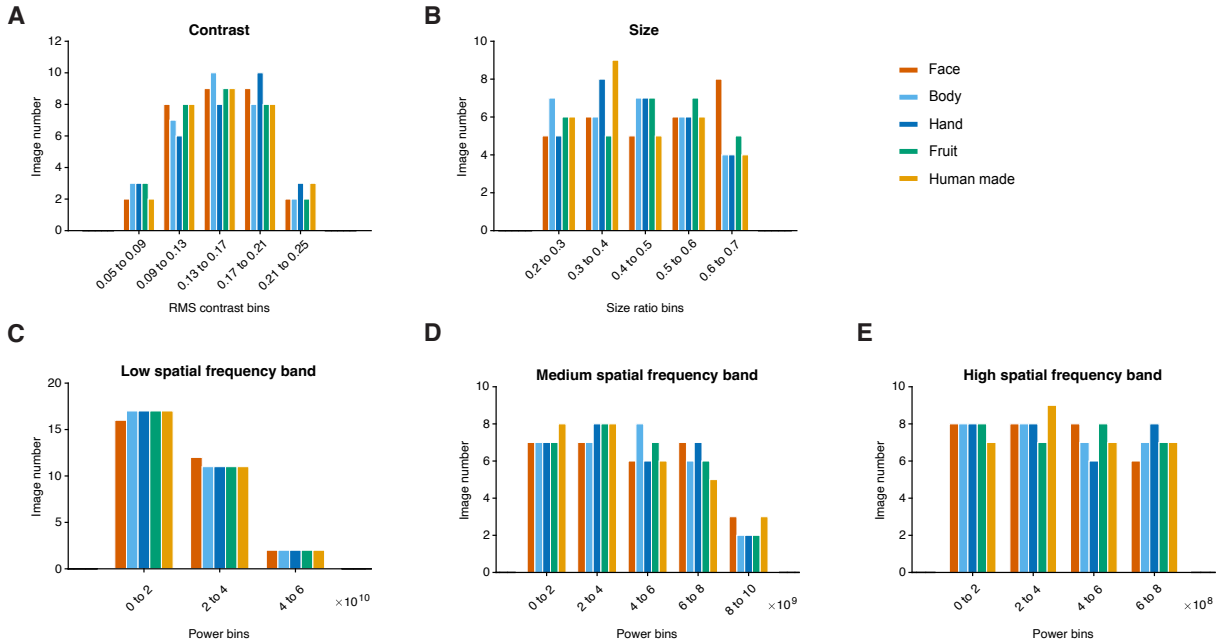 A
Contrast
Image number
12
10
8
6
4
2
0
0.05 to 0.09
0.09 to 0.13
0.13 to 0.17
0.17 to 0.21
0.21 to 0.25
RMS contrast bins
B
Size
Image number
10
8
6
4
2
0
0.2 to 0.3
0.3 to 0.4
0.4 to 0.5
0.5 to 0.6
0.6 to 0.7
Size ratio bins
Face
Body
Hand
Fruit
Human made
C
Low spatial frequency band
Image number
20
15
10
5
0
0 to 2
2 to 4
4 to 6
×10¹⁰
Power bins
D
Medium spatial frequency band
Image number
10
8
6
4
2
0
0 to 2
2 to 4
4 to 6
6 to 8
8 to 10
×10⁹
Power bins
E
High spatial frequency band
Image number
10
8
6
4
2
0
0 to 2
2 to 4
4 to 6
6 to 8
×10⁸
Power bins